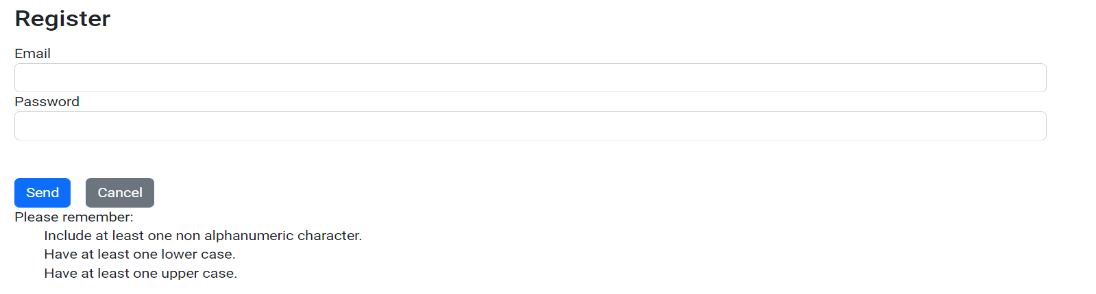 Register
Email
Password
Send Cancel
Please remember:
Include at least one non alphanumeric character.
Have at least one lower case.
Have at least one upper case.